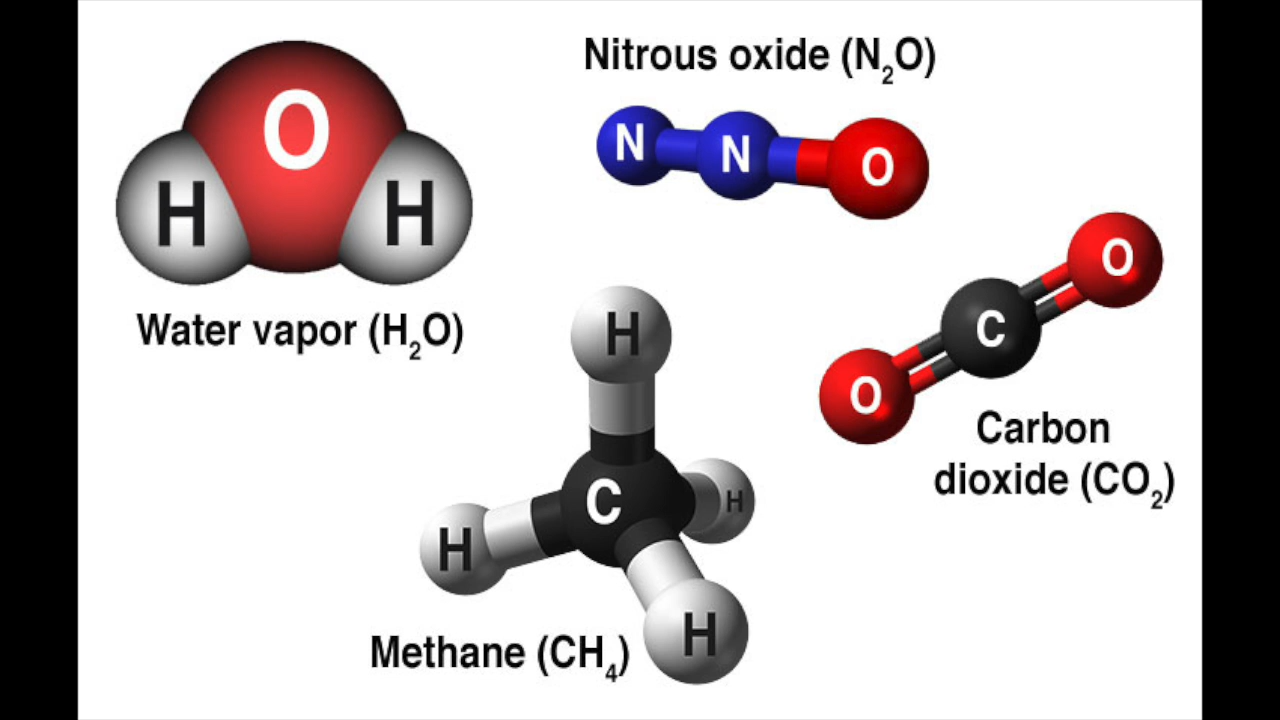 O
H H
Water vapor (H₂O)
Nitrous oxide (N₂O)
N N O
O
C
O
Carbon
dioxide (CO₂)
H
C
H
H
H
Methane (CH₄)